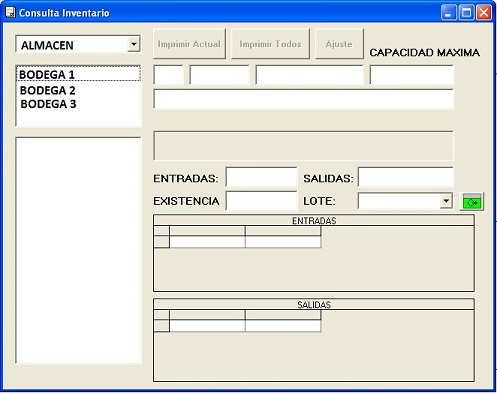 Consulta Inventario
ALMACEN
Imprimir Actual
Imprimir Todos
Ajuste
CAPACIDAD MAXIMA
BODEGA 1
BODEGA 2
BODEGA 3
ENTRADAS:
SALIDAS:
EXISTENCIA
LOTE:
ENTRADAS
SALIDAS